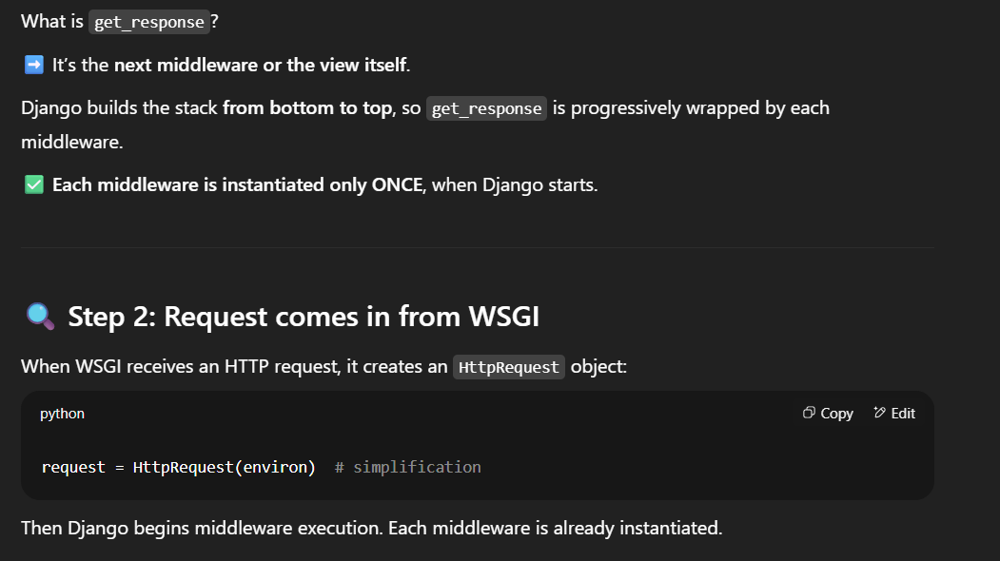 What is get_response?
➡️ It’s the next middleware or the view itself.
Django builds the stack from bottom to top, so get_response is progressively wrapped by each
middleware.
✅ Each middleware is instantiated only ONCE, when Django starts.
🔍 Step 2: Request comes in from WSGI
When WSGI receives an HTTP request, it creates an HttpRequest object:
python Copy Edit
request = HttpRequest(environ)  # simplification
Then Django begins middleware execution. Each middleware is already instantiated.